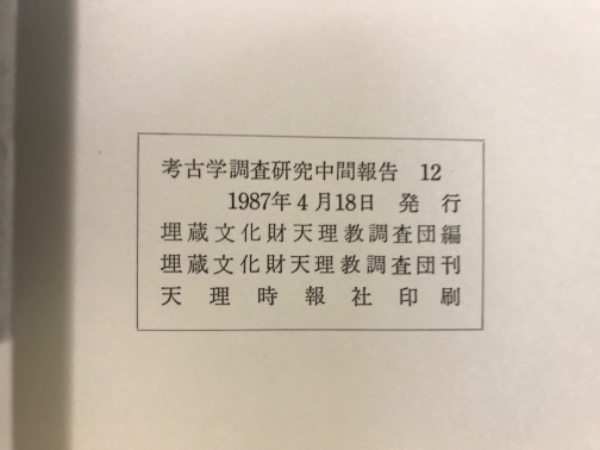 考古学調査研究中間報告 12
1987年4月18日 発行
埋蔵文化財天理教調査団編
埋蔵文化財天理教調査団刊
天理時報社印刷